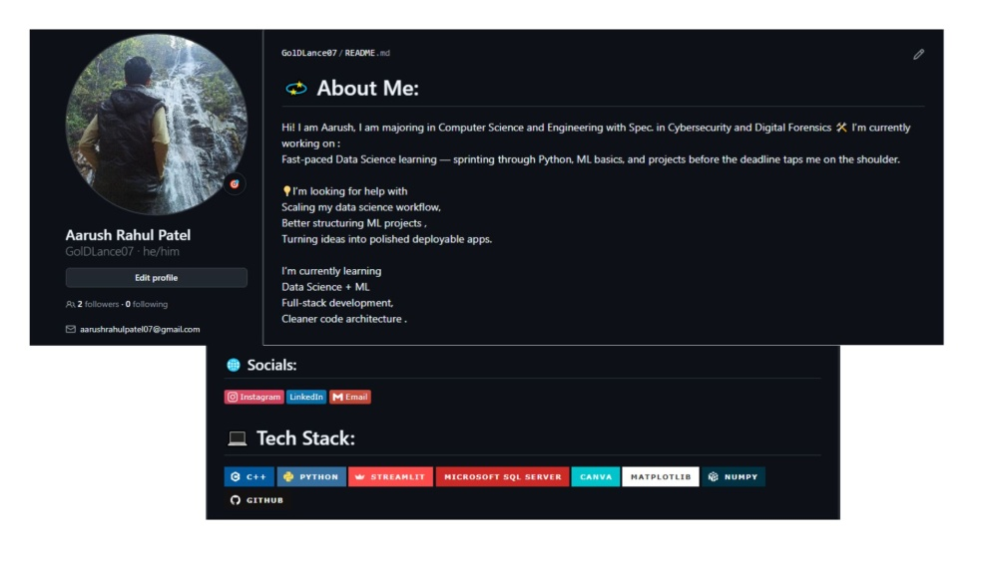 Aarush Rahul Patel
GolDLance07 · he/him
Edit profile
2 followers · 0 following
aarushrahulpatel07@gmail.com
GolDLance07 / README.md
About Me:
Hi! I am Aarush, I am majoring in Computer Science and Engineering with Spec. in Cybersecurity and Digital Forensics 🛠️ I'm currently
working on :
Fast-paced Data Science learning — sprinting through Python, ML basics, and projects before the deadline taps me on the shoulder.
💡I'm looking for help with
Scaling my data science workflow,
Better structuring ML projects ,
Turning ideas into polished deployable apps.
I'm currently learning
Data Science + ML
Full-stack development,
Cleaner code architecture .
Socials:
Instagram LinkedIn Email
Tech Stack:
C++ PYTHON STREAMLIT MICROSOFT SQL SERVER CANVA MATPLOTLIB NUMPY
GITHUB